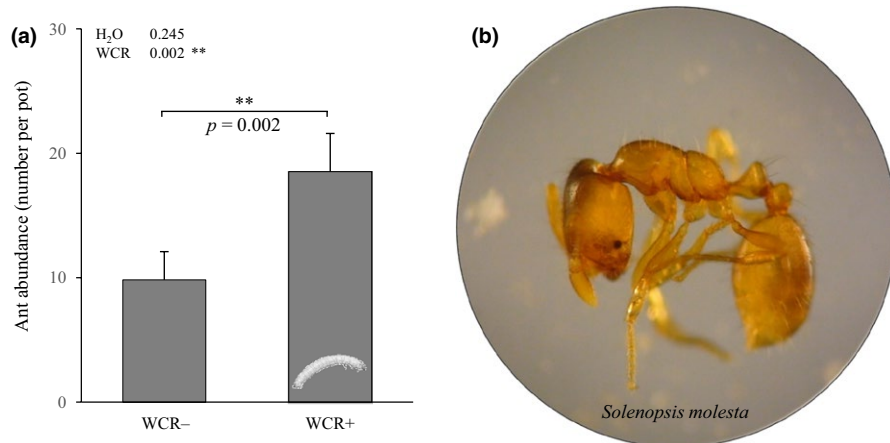 (a)
30
20
10
0
Ant abundance (number per pot)
H₂O 0.245
WCR 0.002 **
**
p = 0.002
WCR– WCR+
(b)
Solenopsis molesta